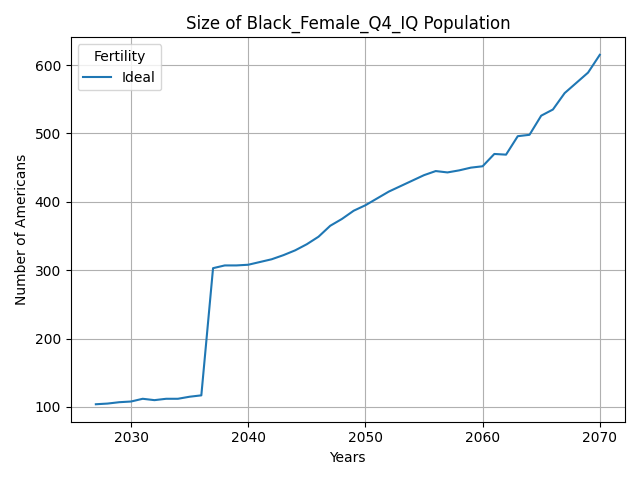 Size of Black_Female_Q4_IQ Population
Fertility
Ideal
600
500
400
300
200
100
Number of Americans
2030 2040 2050 2060 2070
Years